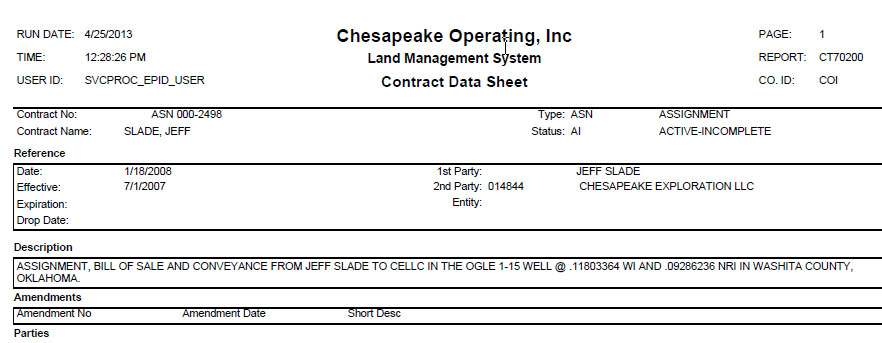 RUN DATE: 4/25/2013 Chesapeake Operating, Inc PAGE: 1
TIME: 12:28:26 PM Land Management System REPORT: CT70200
USER ID: SVCPROC_EPID_USER Contract Data Sheet CO. ID: COI
Contract No: ASN 000-2498 Type: ASN ASSIGNMENT
Contract Name: SLADE, JEFF Status: AI ACTIVE-INCOMPLETE
Reference
Date: 1/18/2008 1st Party: JEFF SLADE
Effective: 7/1/2007 2nd Party: 014844 CHESAPEAKE EXPLORATION LLC
Expiration: Entity:
Drop Date:
Description
ASSIGNMENT, BILL OF SALE AND CONVEYANCE FROM JEFF SLADE TO CELLC IN THE OGLE 1-15 WELL @ .11803364 WI AND .09286236 NRI IN WASHITA COUNTY,
OKLAHOMA.
Amendments
Amendment No Amendment Date Short Desc
Parties